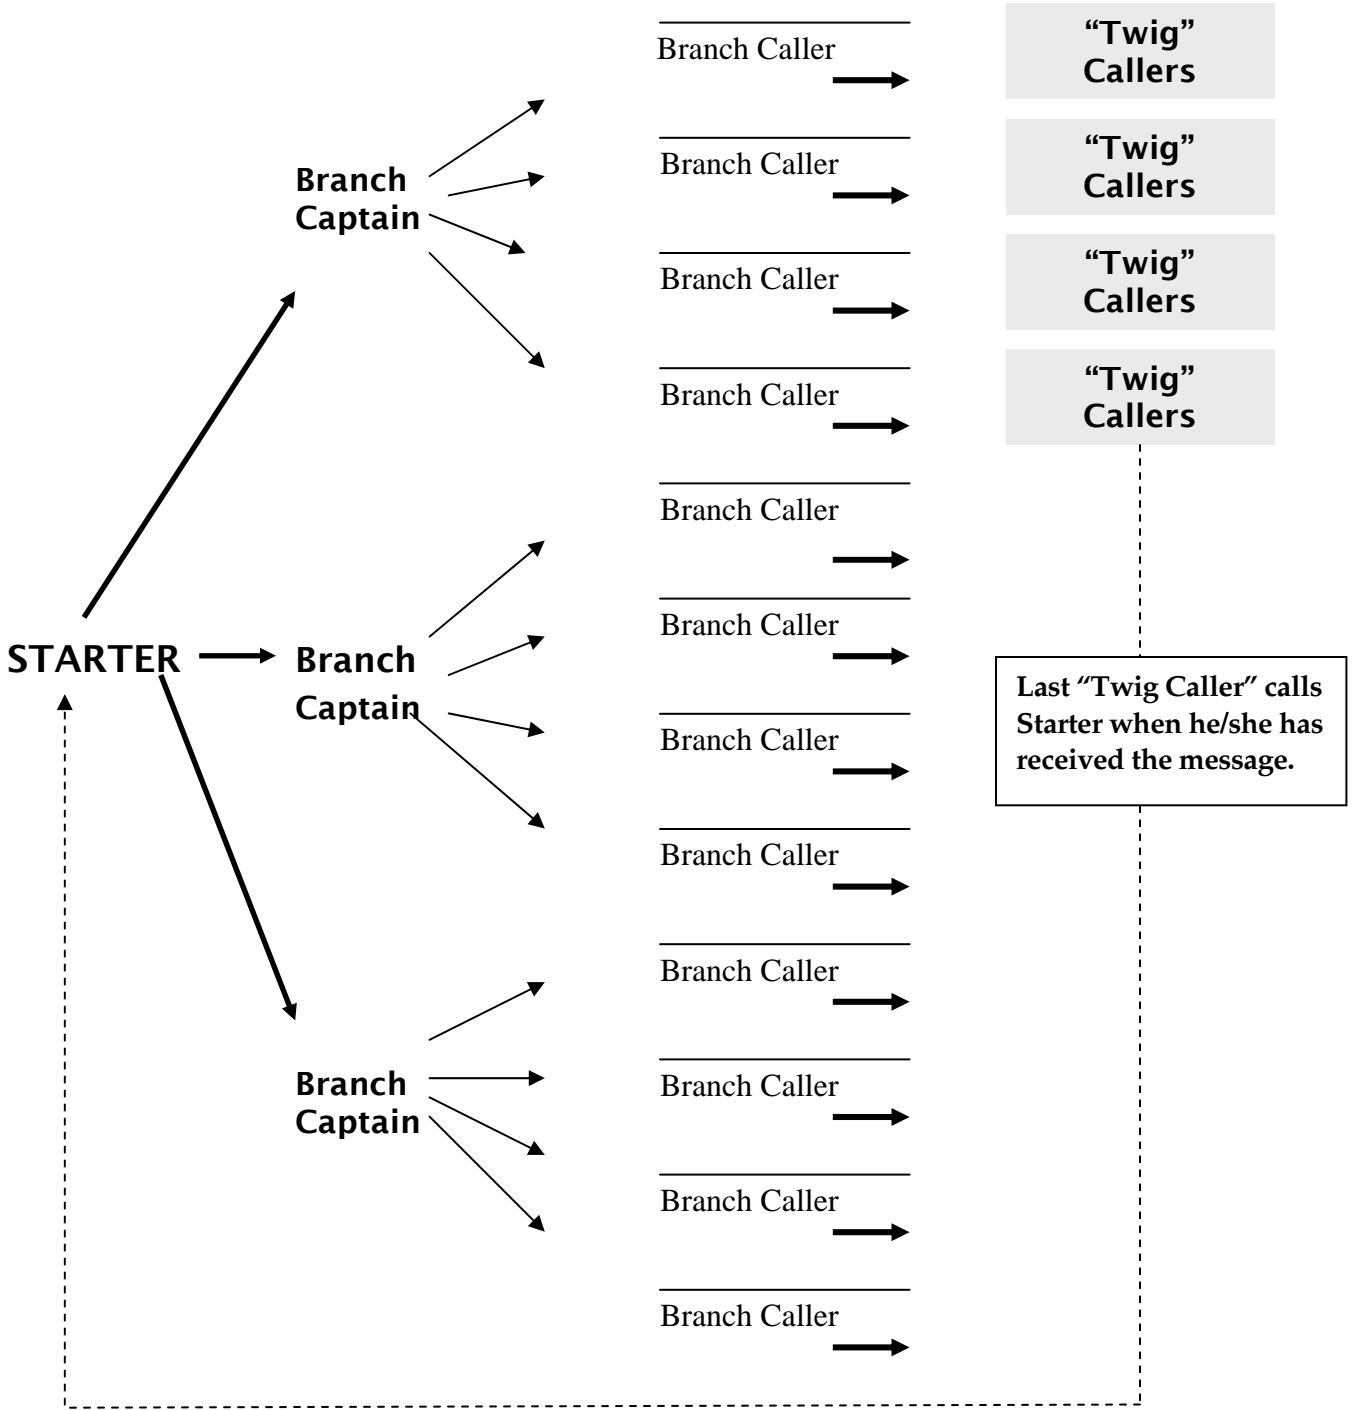 Branch Caller
“Twig”
Callers
Branch Caller
“Twig”
Callers
Branch
Captain
Branch Caller
“Twig”
Callers
Branch Caller
“Twig”
Callers
Branch Caller
Branch Caller
STARTER
Branch
Captain
Last “Twig Caller” calls
Starter when he/she has
received the message.
Branch Caller
Branch Caller
Branch Caller
Branch Caller
Branch
Captain
Branch Caller
Branch Caller